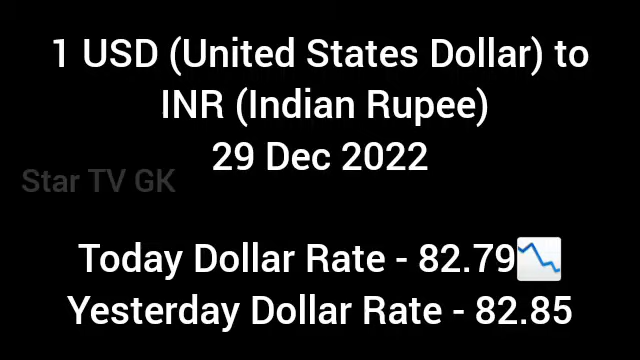 1 USD (United States Dollar) to
INR (Indian Rupee)
29 Dec 2022
Star TV GK
Today Dollar Rate - 82.79
Yesterday Dollar Rate - 82.85